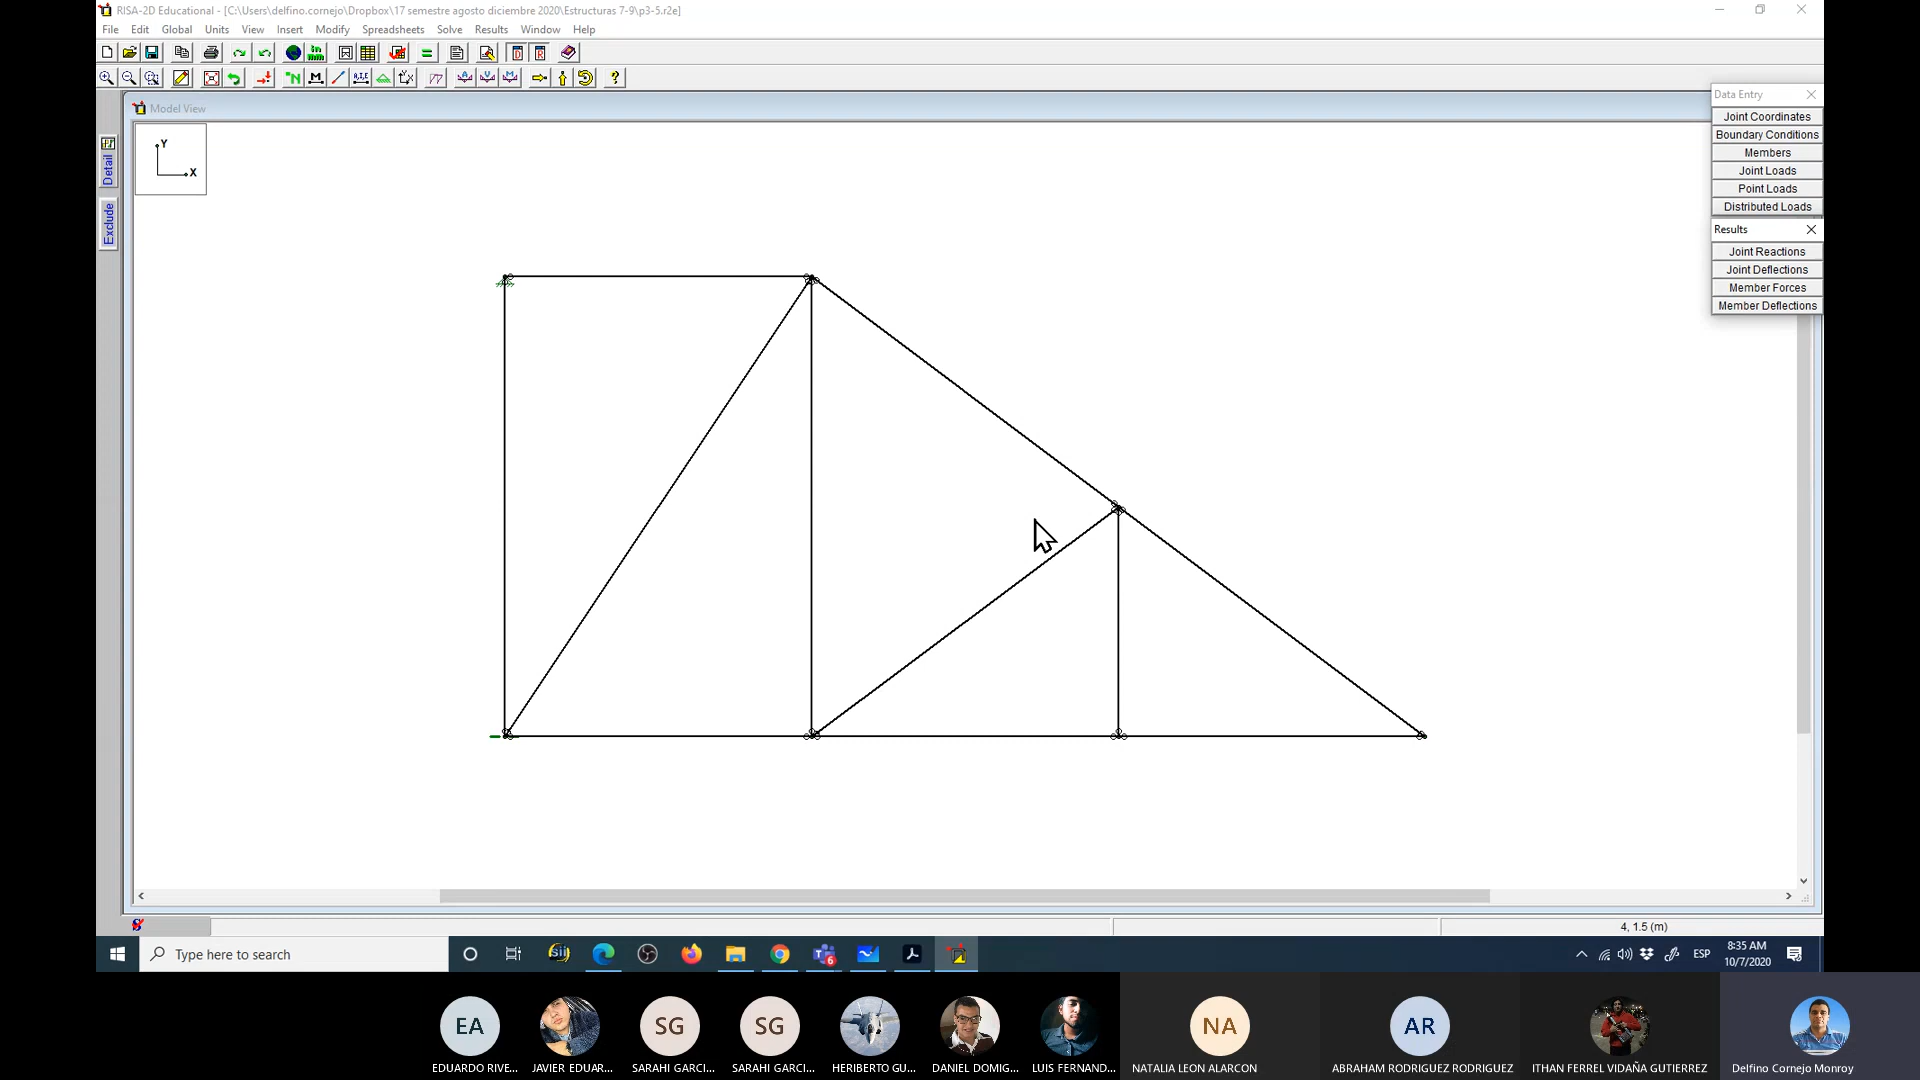 RISA-2D Educational - [C:\Users\delfino.cornejo\Dropbox\17 semestre agosto diciembre 2020\Estructuras 7-9\p3-5.r2e]
File Edit Global Units View Insert Modify Spreadsheets Solve Results Window Help
Model View
Y
X
Detail
Exclude
Data Entry
Joint Coordinates
Boundary Conditions
Members
Joint Loads
Point Loads
Distributed Loads
Results
Joint Reactions
Joint Deflections
Member Forces
Member Deflections
4, 1.5 (m)
Type here to search
ESP
8:35 AM
10/7/2020
EA
SG
SG
NA
AR
EDUARDO RIVE... JAVIER EDUAR... SARAHI GARCI... SARAHI GARCI... HERIBERTO GU... DANIEL DOMIG... LUIS FERNAND... NATALIA LEON ALARCON ABRAHAM RODRIGUEZ RODRIGUEZ ITHAN FERREL VIDAÑA GUTIERREZ Delfino Cornejo Monroy